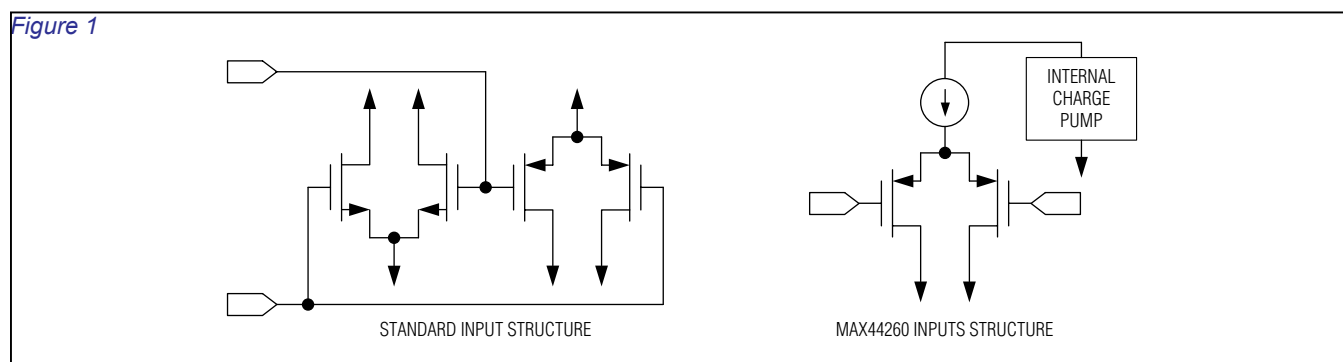 Figure 1
INTERNAL
CHARGE
PUMP
STANDARD INPUT STRUCTURE
MAX44260 INPUTS STRUCTURE